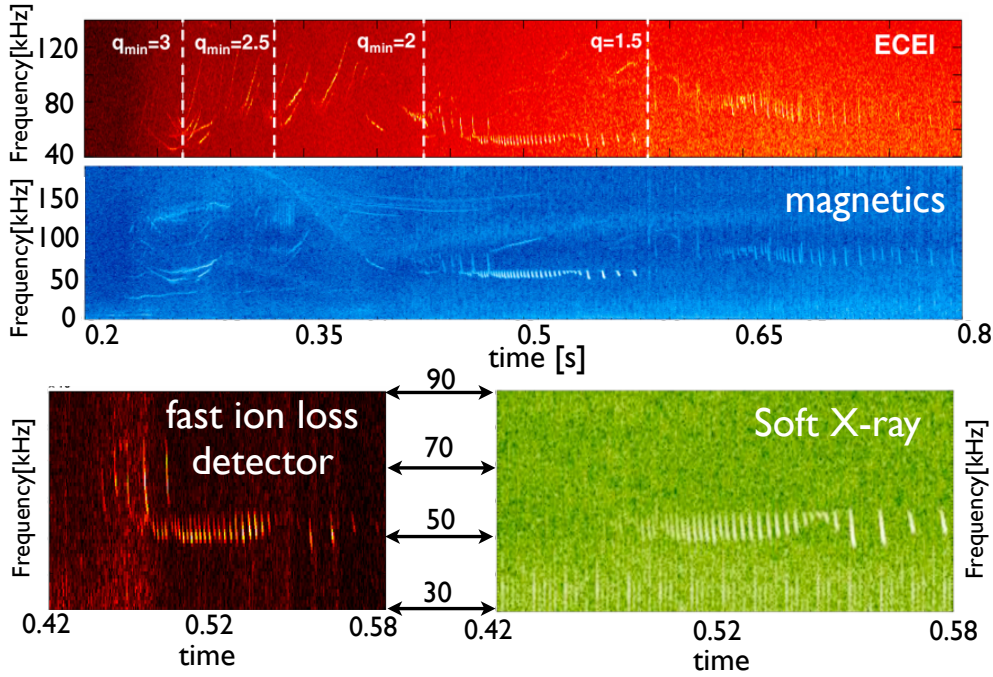 Frequency[kHz]
140
100
80
60
40
q_min=3
q_min=2.5
q_min=2
q=1.5
ECEI
Frequency[kHz]
150
100
50
0
magnetics
0.2
0.35
0.5
0.65
0.8
time [s]
Frequency[kHz]
fast ion loss
detector
90
70
50
30
Soft X-ray
Frequency[kHz]
0.42
0.52
0.58
0.42
0.52
0.58
time
time